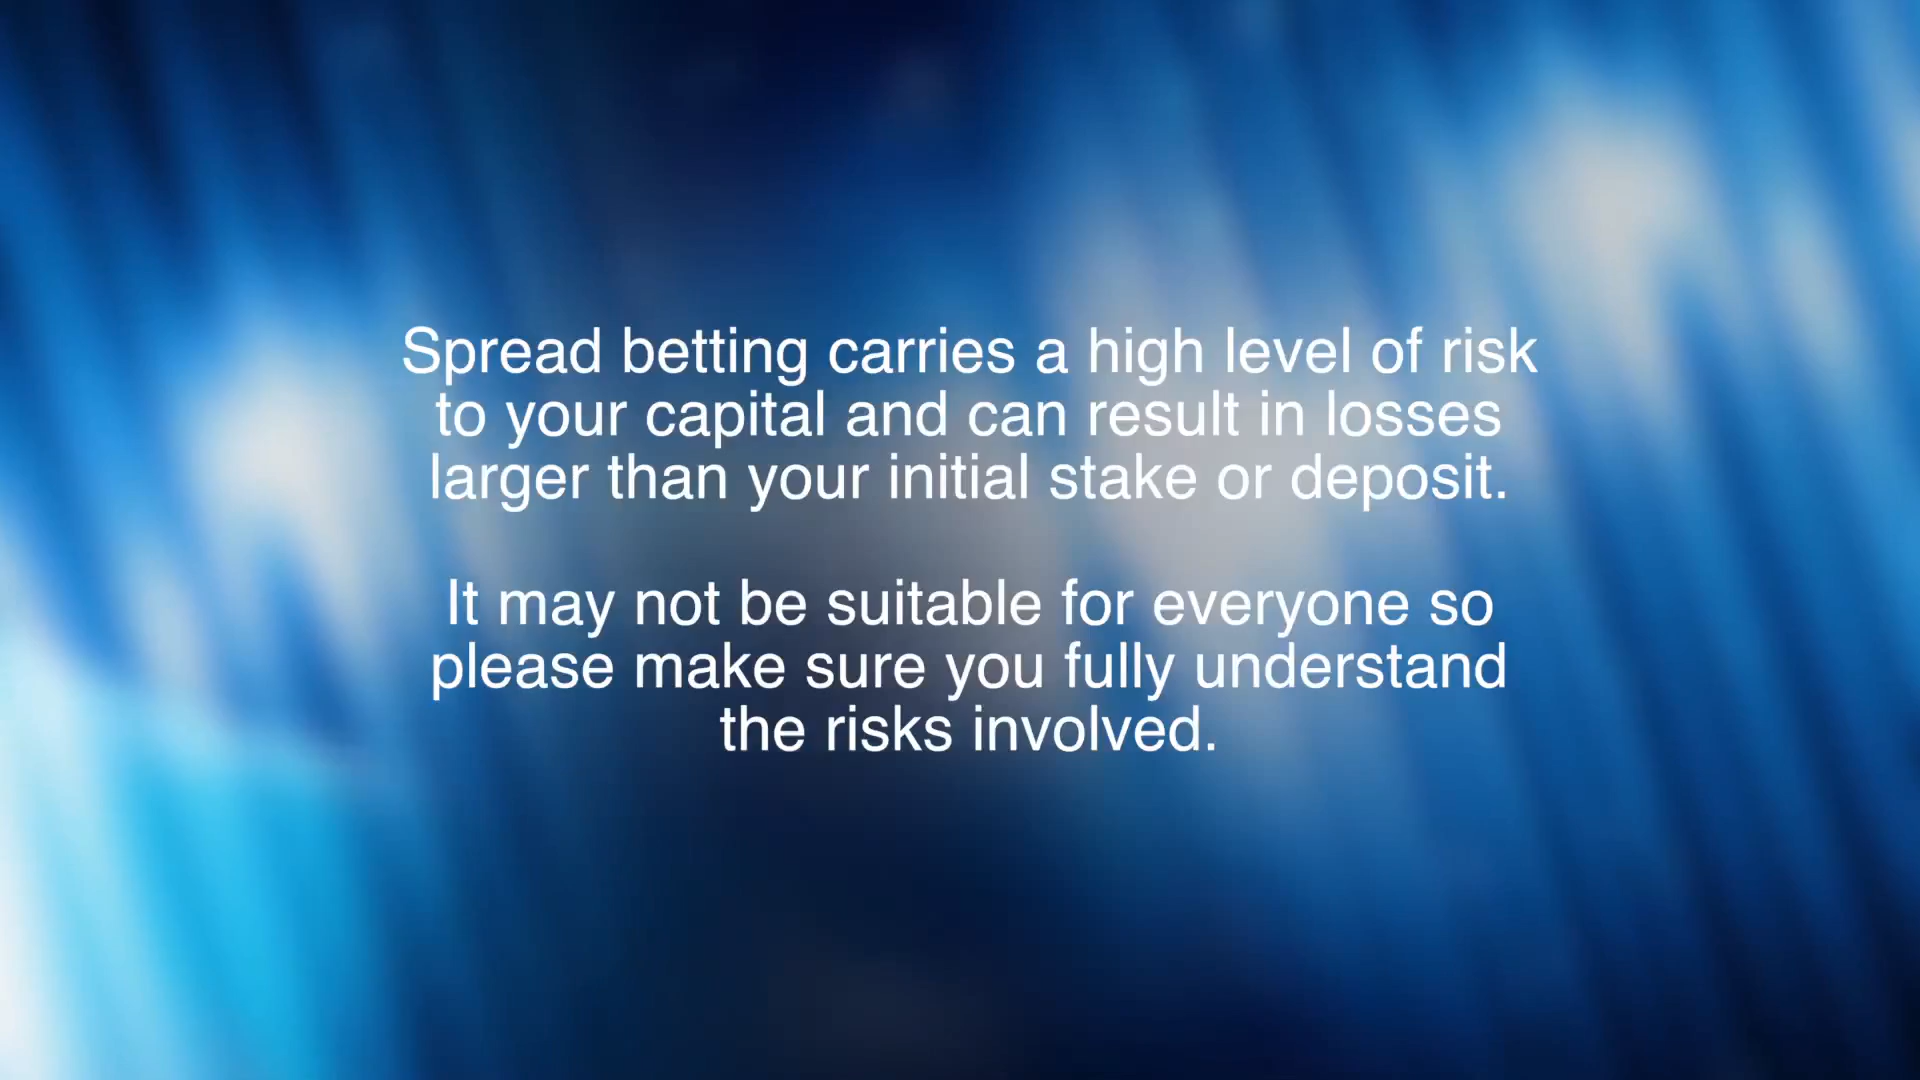 Spread betting carries a high level of risk
to your capital and can result in losses
larger than your initial stake or deposit.
It may not be suitable for everyone so
please make sure you fully understand
the risks involved.